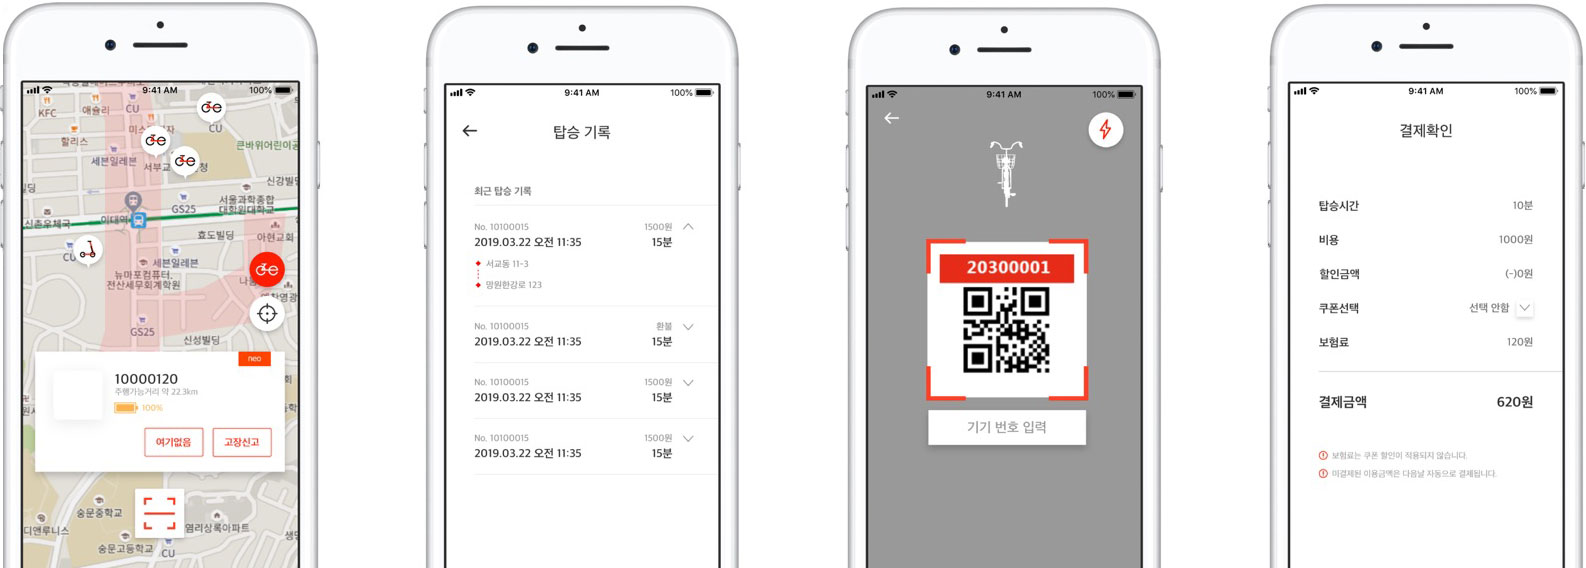 9:41 AM
100%
KFC
애슐리
CU
CU
할리스
세븐일레븐
서부교
큰바위어린이공
신강빌딩
서울과학종합
대학원대학교
GS25
이대역
신촌우체국
효도빌딩
아현교회
세븐일레븐
뉴마포컴퓨터,
전산세무회계학원
GS25
신성빌딩
neo
10000120
주행가능거리 약 22.3km
100%
여기없음
고장신고
숭문중학교
디앤루니스
염리상록아파트
숭문고등학교
CU
9:41 AM
100%
탑승 기록
최근 탑승 기록
No. 10100015
1500원
2019.03.22 오전 11:35
15분
서교동 11-3
망원한강로 123
No. 10100015
환불
2019.03.22 오전 11:35
15분
No. 10100015
1500원
2019.03.22 오전 11:35
15분
No. 10100015
1500원
2019.03.22 오전 11:35
15분
9:41 AM
100%
20300001
기기 번호 입력
9:41 AM
100%
결제확인
탑승시간
10분
비용
1000원
할인금액
(-)0원
쿠폰선택
선택 안함
보험료
120원
결제금액
620원
보험료는 쿠폰 할인이 적용되지 않습니다.
미결제된 이용금액은 다음날 자동으로 결제됩니다.